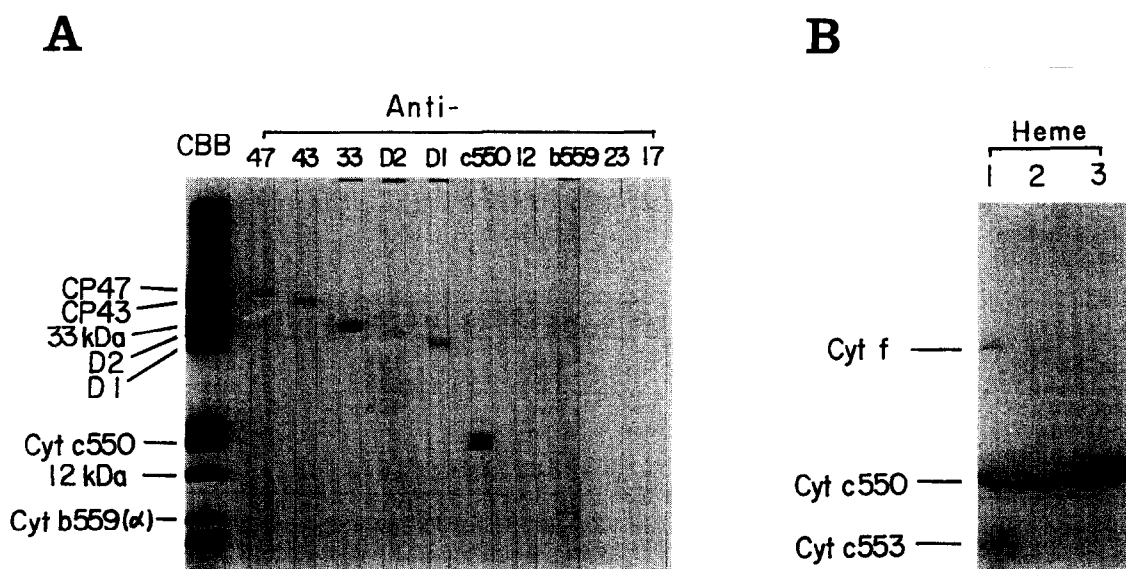 A
Anti-
CBB 47 43 33 D2 D1 c550 12 b559 23 17
CP47
CP43
33 kDa
D2
D1
Cyt c550
12 kDa
Cyt b559(α)
B
Heme
1 2 3
Cyt f
Cyt c550
Cyt c553